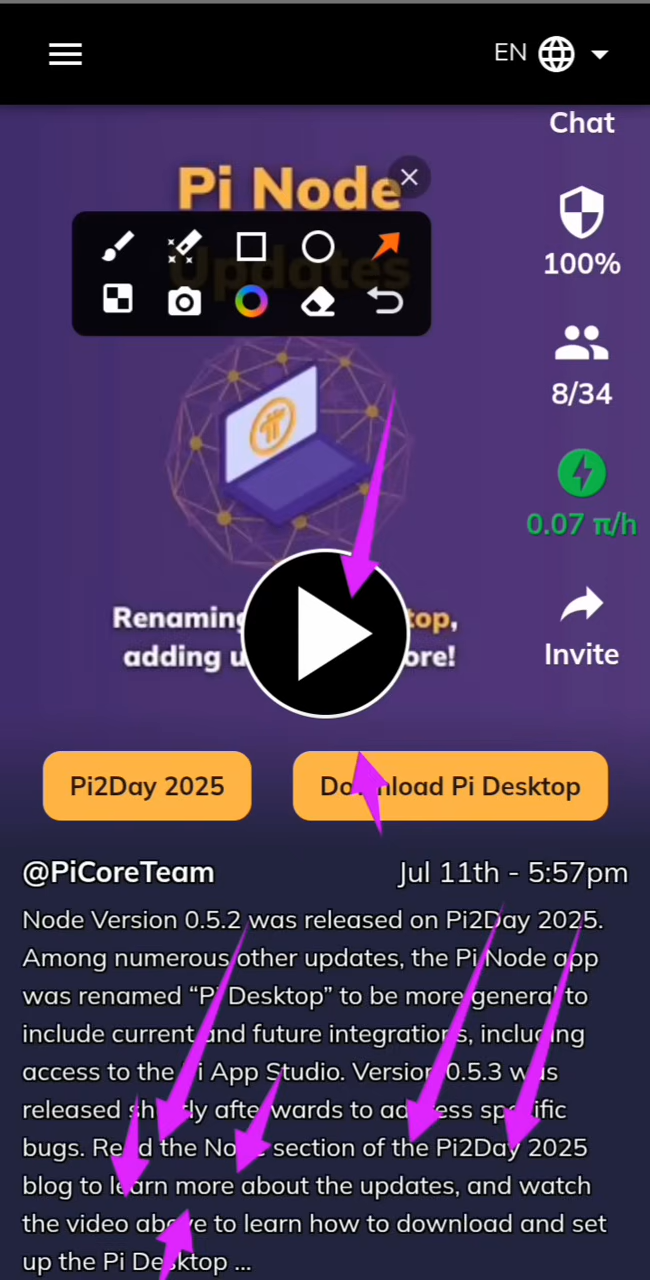 EN
Chat
Pi Node
Updates
100%
8/34
0.07 π/h
Renaming top,
adding ore!
Invite
Pi2Day 2025
Download Pi Desktop
@PiCoreTeam
Jul 11th - 5:57pm
Node Version 0.5.2 was released on Pi2Day 2025.
Among numerous other updates, the Pi Node app
was renamed “Pi Desktop” to be more general to
include current and future integrations, including
access to the Pi App Studio. Version 0.5.3 was
released shortly afterwards to address specific
bugs. Read the Node section of the Pi2Day 2025
blog to learn more about the updates, and watch
the video above to learn how to download and set
up the Pi Desktop ...